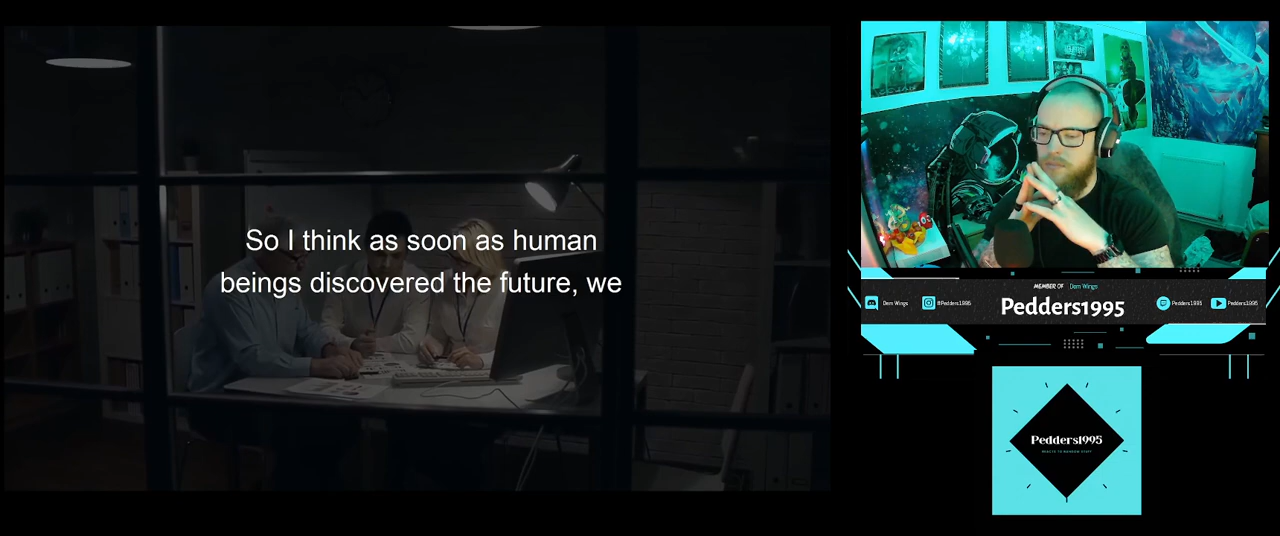 So I think as soon as human
beings discovered the future, we
MEMBER OF Dem Wings
Dem Wings
@Pedders1995
Pedders1995
Pedders1995
Pedders1995
Pedders1995